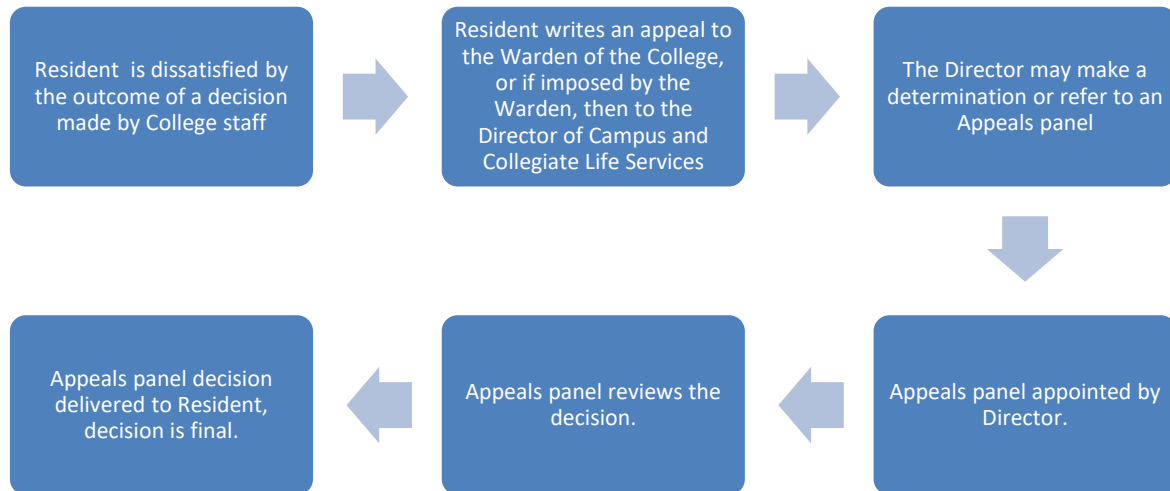 Resident  is dissatisfied by
the outcome of a decision
made by College staff
Resident writes an appeal to
the Warden of the College,
or if imposed by the
Warden, then to the
Director of Campus and
Collegiate Life Services
The Director may make a
determination or refer to an
Appeals panel
Appeals panel appointed by
Director.
Appeals panel reviews the
decision.
Appeals panel decision
delivered to Resident,
decision is final.